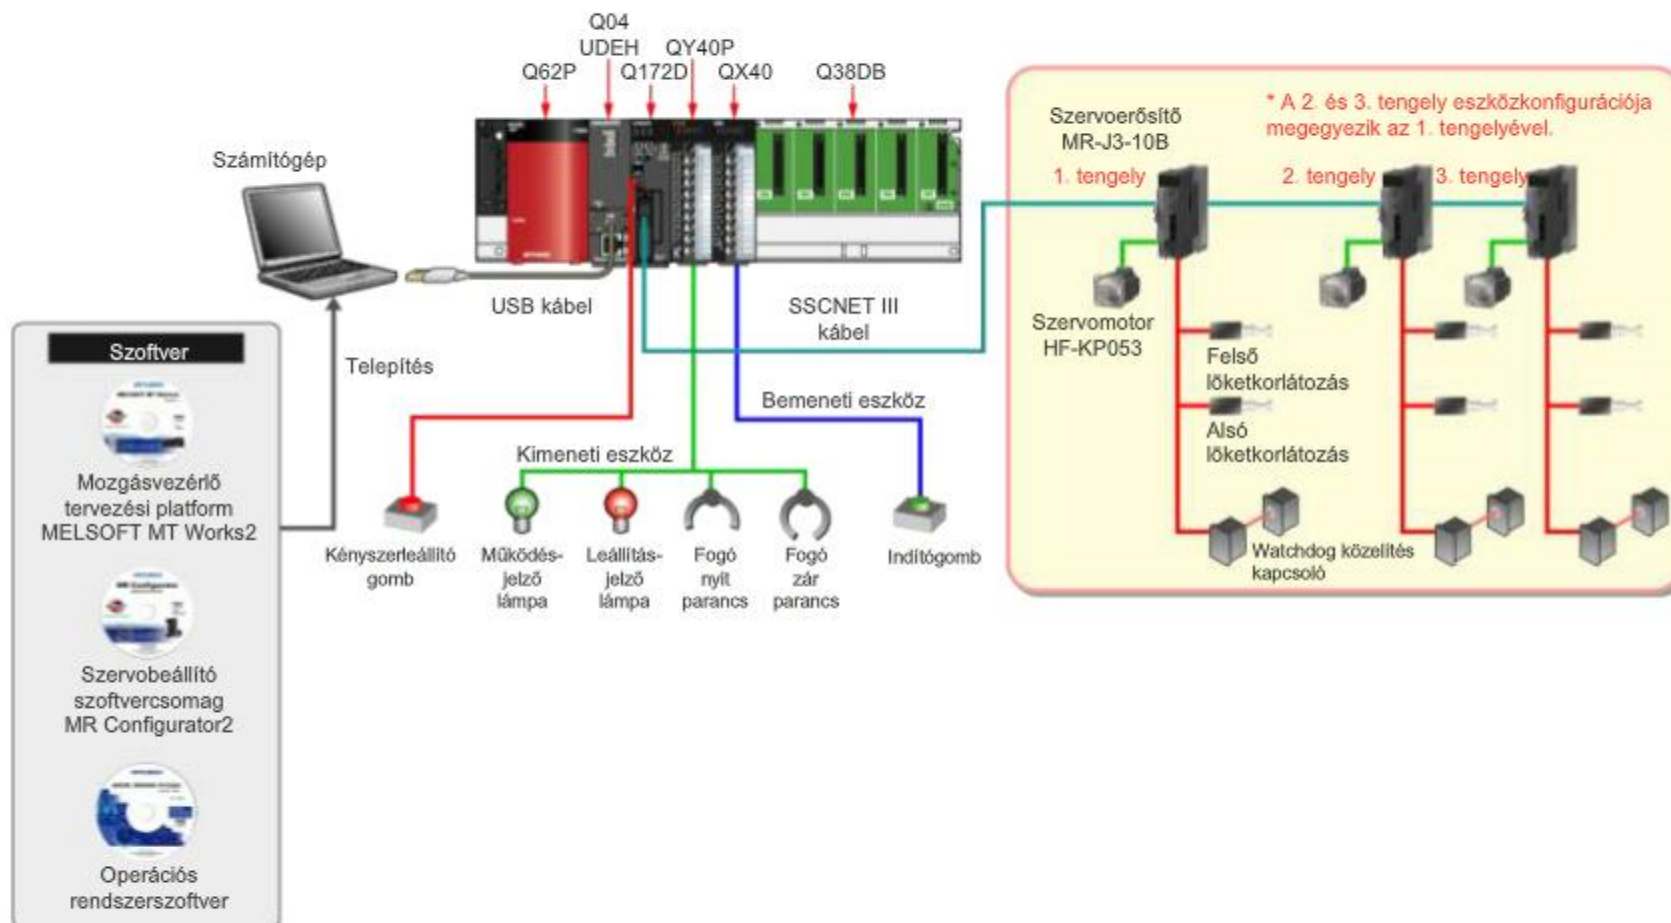 Q04
UDEH
QY40P
Q62P
Q172D
QX40
Q38DB
Számítógép
USB kábel
SSCNET III
kábel
Telepítés
Szoftver
Mozgásvezérlő
tervezési platform
MELSOFT MT Works2
Szervobeállító
szoftvercsomag
MR Configurator2
Operációs
rendszerszoftver
Bemeneti eszköz
Kimeneti eszköz
Kényszerleállító
gomb
Működés-
jelző
lámpa
Leállítás-
jelző
lámpa
Fogó
nyit
parancs
Fogó
zár
parancs
Indítógomb
Szervoerősítő
MR-J3-10B
* A 2. és 3. tengely eszközkonfigurációja
megegyezik az 1. tengelyével.
1. tengely
2. tengely
3. tengely
Szervomotor
HF-KP053
Felső
löketkorlátozás
Alsó
löketkorlátozás
Watchdog közelítés
kapcsoló